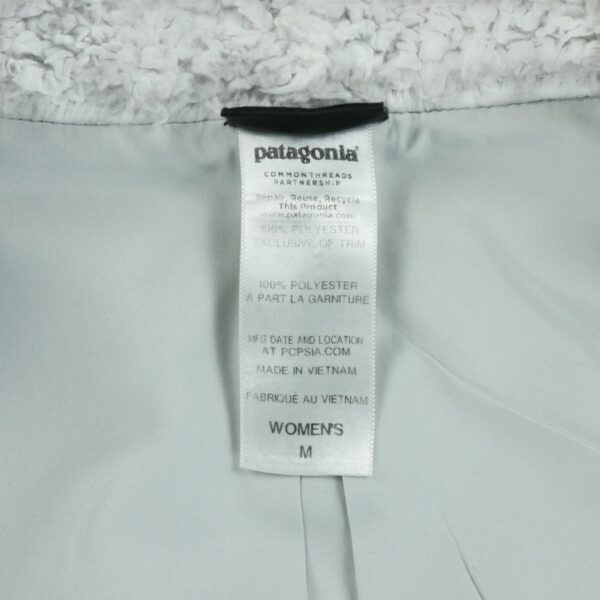 patagonia®
COMMONTHREADS
PARTNERSHIP
Repair, Reuse, Recycle
This Product
www.patagonia.com
100% POLYESTER
EXCLUSIVE OF TRIM
100% POLYESTER
A PART LA GARNITURE
MFG DATE AND LOCATION
AT PCPSIA.COM
MADE IN VIETNAM
FABRIQUÉ AU VIETNAM
WOMEN'S
M